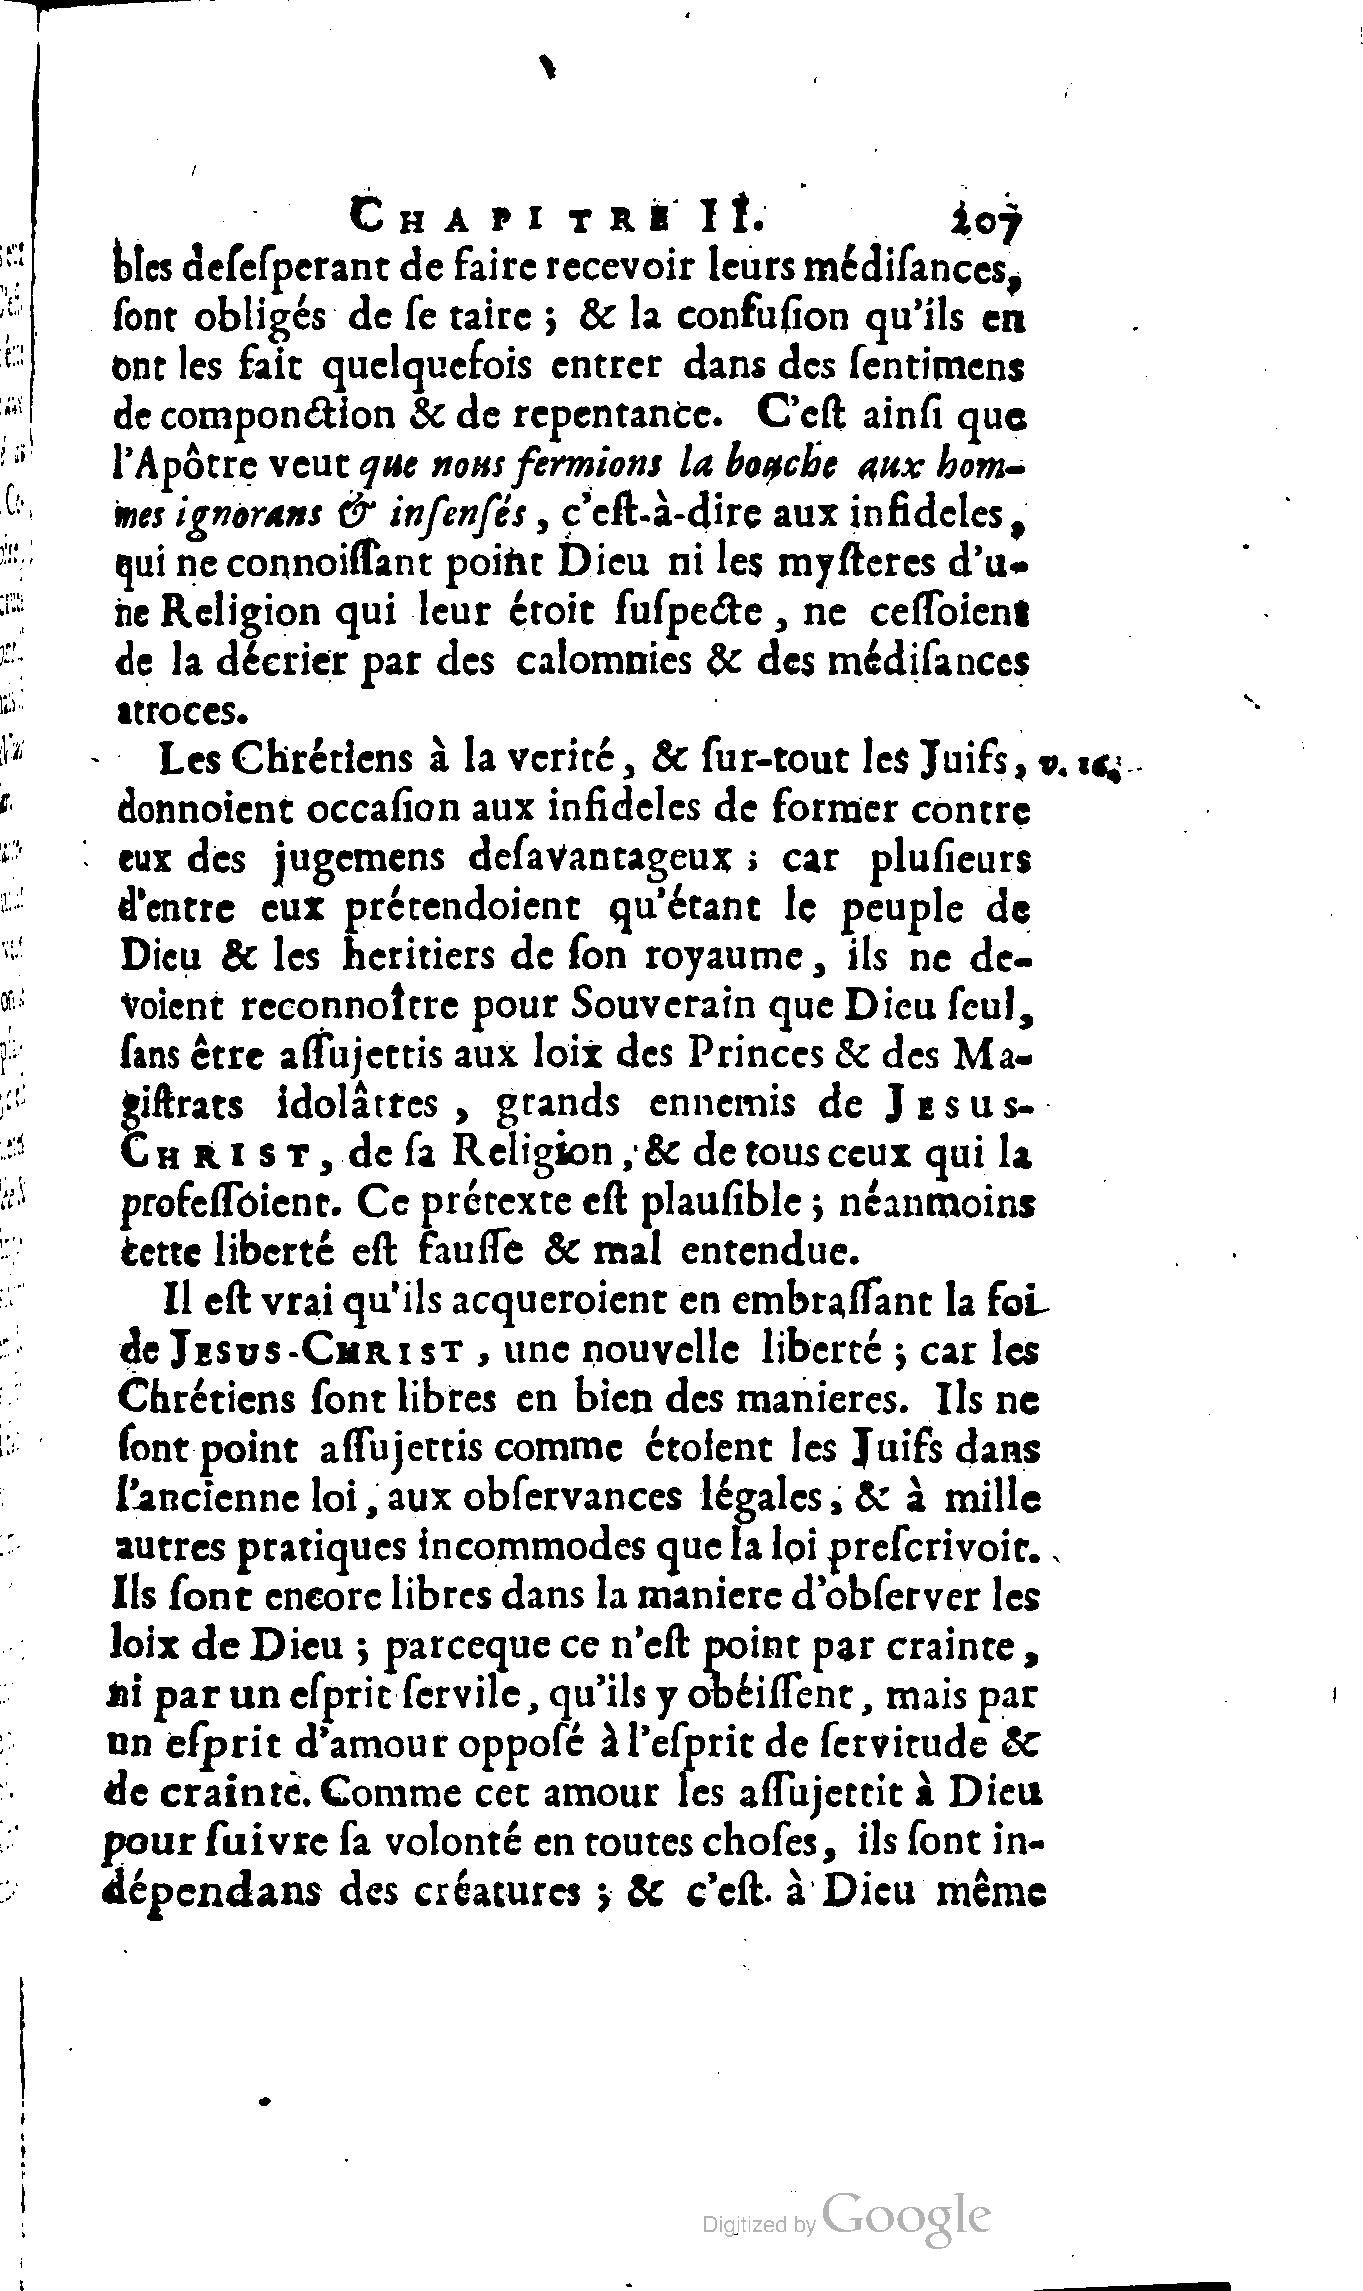 CHAPITRE II. 207
bles deſeſperant de faire recevoir leurs médiſances,
ſont obligés de ſe taire ; & la confuſion qu'ils en
ont les fait quelquefois entrer dans des ſentimens
de componction & de repentance. C'eſt ainſi que
l'Apôtre veut que nous fermions la bouche aux hom-
mes ignorans & inſenſés, c'eſt-à-dire aux infideles,
qui ne connoiſſant point Dieu ni les myſteres d'u-
ne Religion qui leur étoit ſuſpecte, ne ceſſoient
de la décrier par des calomnies & des médiſances
atroces.
Les Chrétiens à la verité, & ſur-tout les Juifs, v. 16.
donnoient occaſion aux infideles de former contre
eux des jugemens deſavantageux ; car pluſieurs
d'entre eux prétendoient qu'étant le peuple de
Dieu & les heritiers de ſon royaume, ils ne de-
voient reconnoître pour Souverain que Dieu ſeul,
ſans être aſſujettis aux loix des Princes & des Ma-
giſtrats idolâtres, grands ennemis de JESUS-
CHRIST, de ſa Religion, & de tous ceux qui la
profeſſoient. Ce prétexte eſt plauſible ; néanmoins
cette liberté eſt fauſſe & mal entendue.
Il eſt vrai qu'ils acqueroient en embraſſant la foi
de JESUS-CHRIST, une nouvelle liberté ; car les
Chrétiens ſont libres en bien des manieres. Ils ne
ſont point aſſujettis comme étoient les Juifs dans
l'ancienne loi, aux obſervances légales, & à mille
autres pratiques incommodes que la loi preſcrivoit.
Ils ſont encore libres dans la maniere d'obſerver les
loix de Dieu ; parceque ce n'eſt point par crainte,
ni par un eſprit ſervile, qu'ils y obéiſſent, mais par
un eſprit d'amour oppoſé à l'eſprit de ſervitude &
de crainte. Comme cet amour les aſſujettit à Dieu
pour ſuivre ſa volonté en toutes choſes, ils ſont in-
dépendans des créatures ; & c'eſt à Dieu même
Digitized by Google